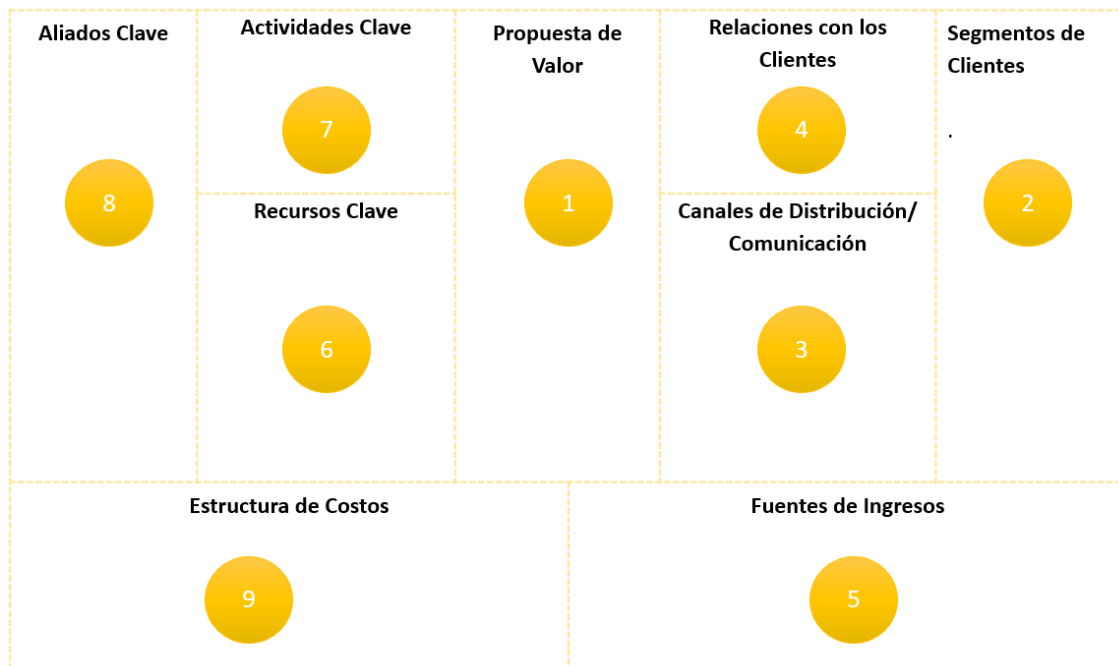 Aliados Clave
8
Actividades Clave
7
Recursos Clave
6
Propuesta de
Valor
1
Relaciones con los
Clientes
4
Canales de Distribución/
Comunicación
3
Segmentos de
Clientes
.
2
Estructura de Costos
9
Fuentes de Ingresos
5